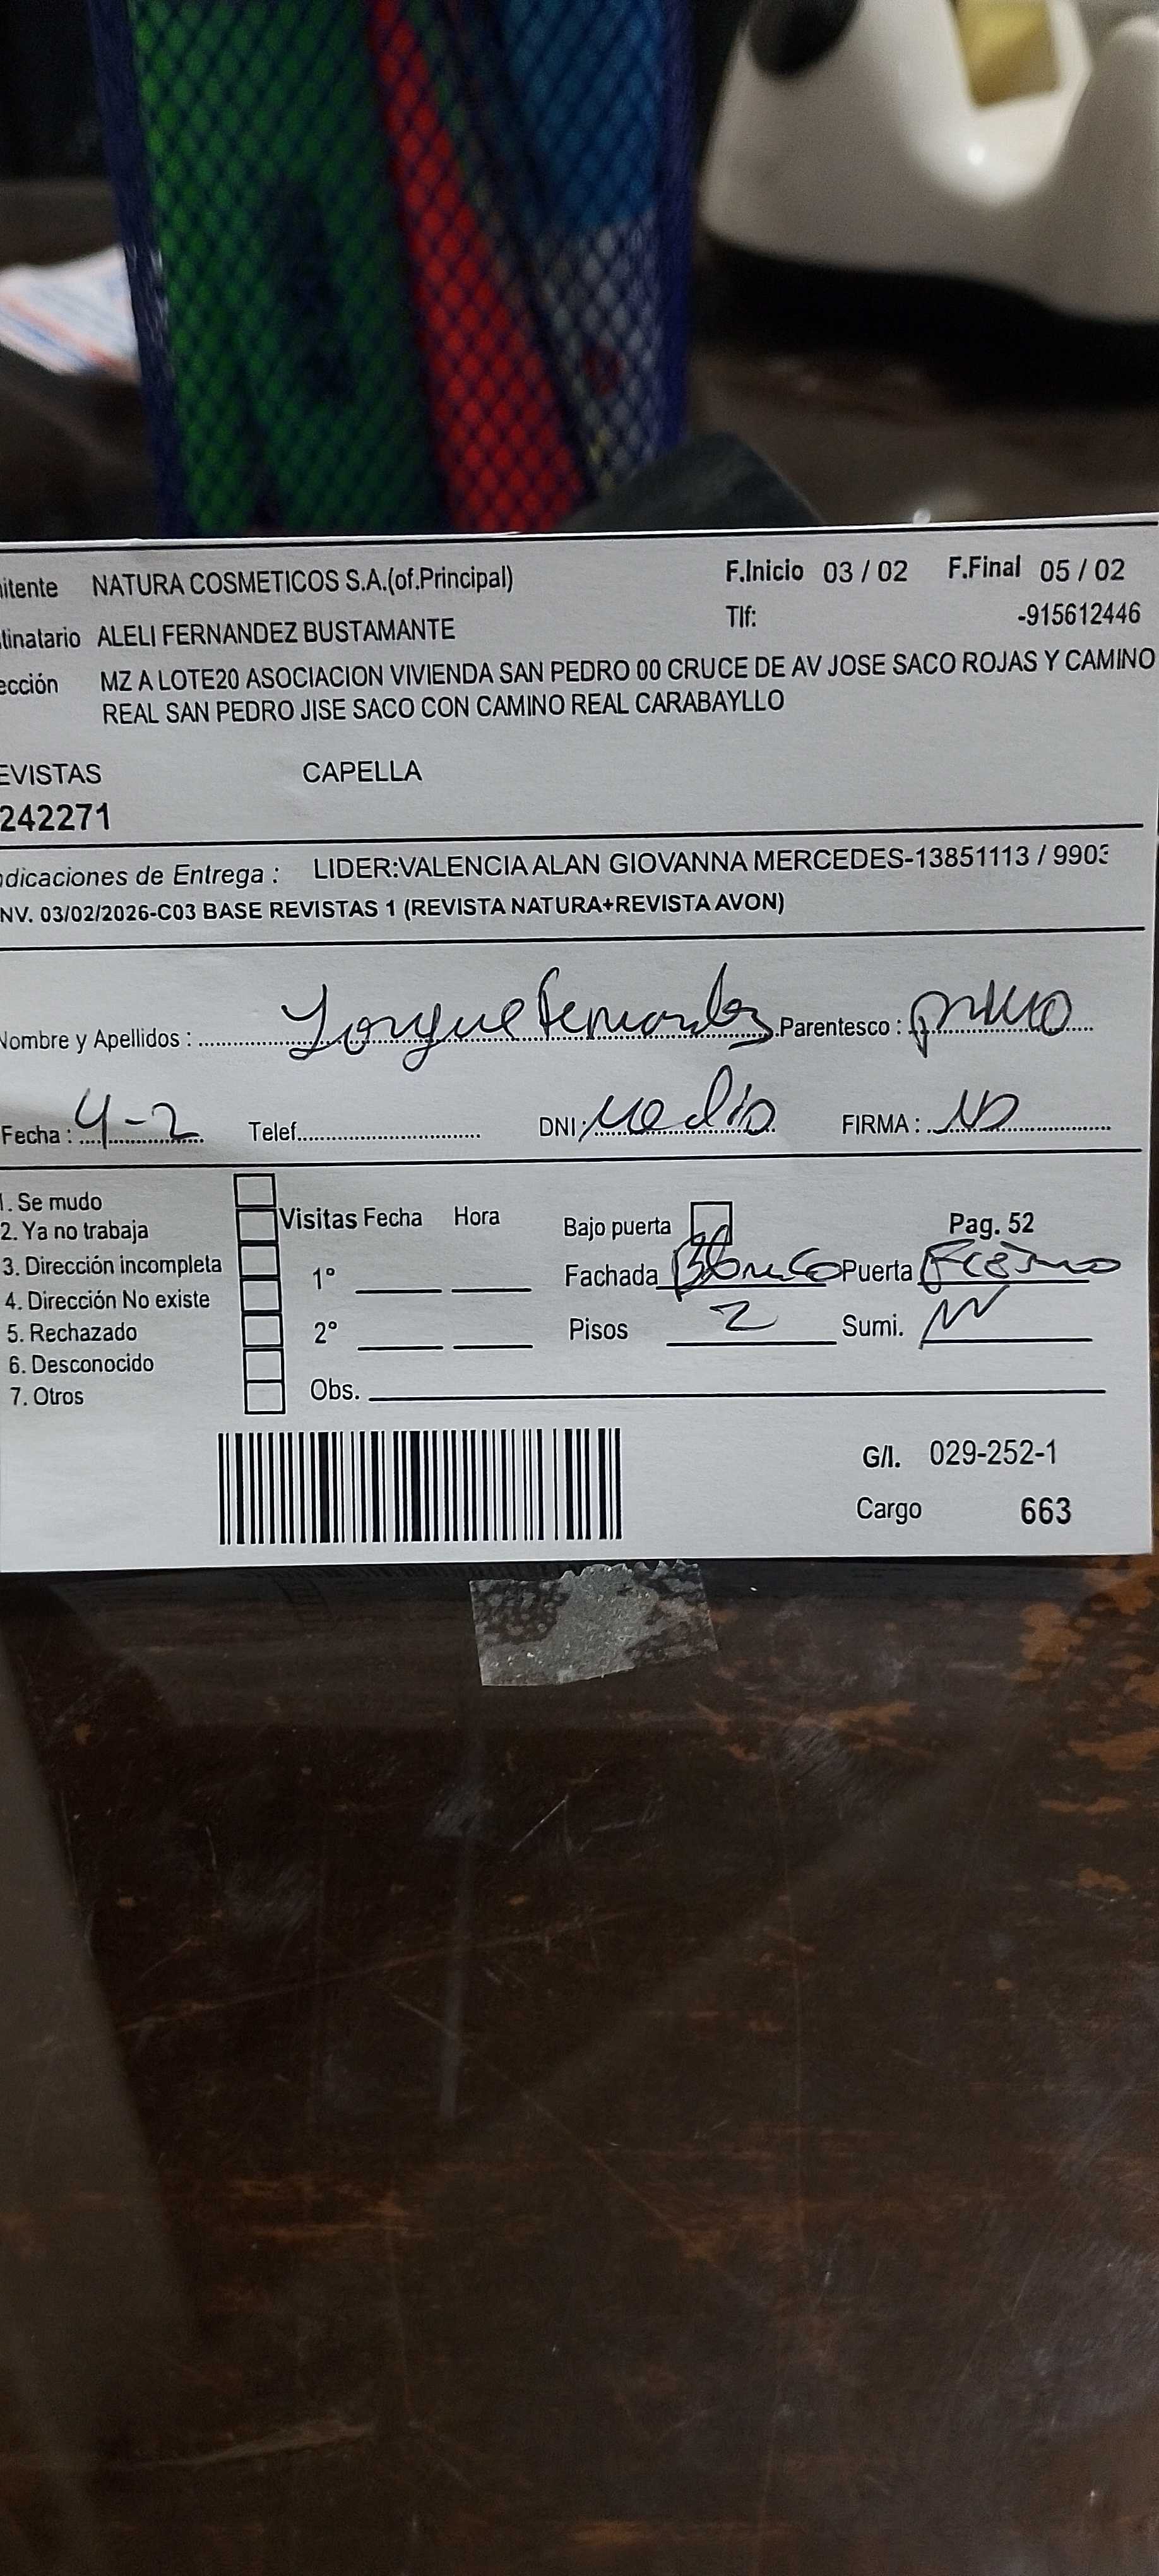 itente NATURA COSMETICOS S.A.(of.Principal) F.Inicio 03 / 02 F.Final 05 / 02
tinatario ALELI FERNANDEZ BUSTAMANTE Tlf: -915612446
ección MZ A LOTE20 ASOCIACION VIVIENDA SAN PEDRO 00 CRUCE DE AV JOSE SACO ROJAS Y CAMINO
REAL SAN PEDRO JISE SACO CON CAMINO REAL CARABAYLLO
EVISTAS CAPELLA
242271
dicaciones de Entrega : LIDER:VALENCIA ALAN GIOVANNA MERCEDES-13851113 / 9903
NV. 03/02/2026-C03 BASE REVISTAS 1 (REVISTA NATURA+REVISTA AVON)
Nombre y Apellidos : Fernandez Parentesco : primo
Fecha : 4-2 Telef. DNI: FIRMA :
1. Se mudo
2. Ya no trabaja Visitas Fecha Hora Bajo puerta Pag. 52
3. Dirección incompleta 1° Fachada Blanco Puerta
4. Dirección No existe
5. Rechazado 2° Pisos 2 Sumi.
6. Desconocido
7. Otros Obs.
G/I. 029-252-1
Cargo 663